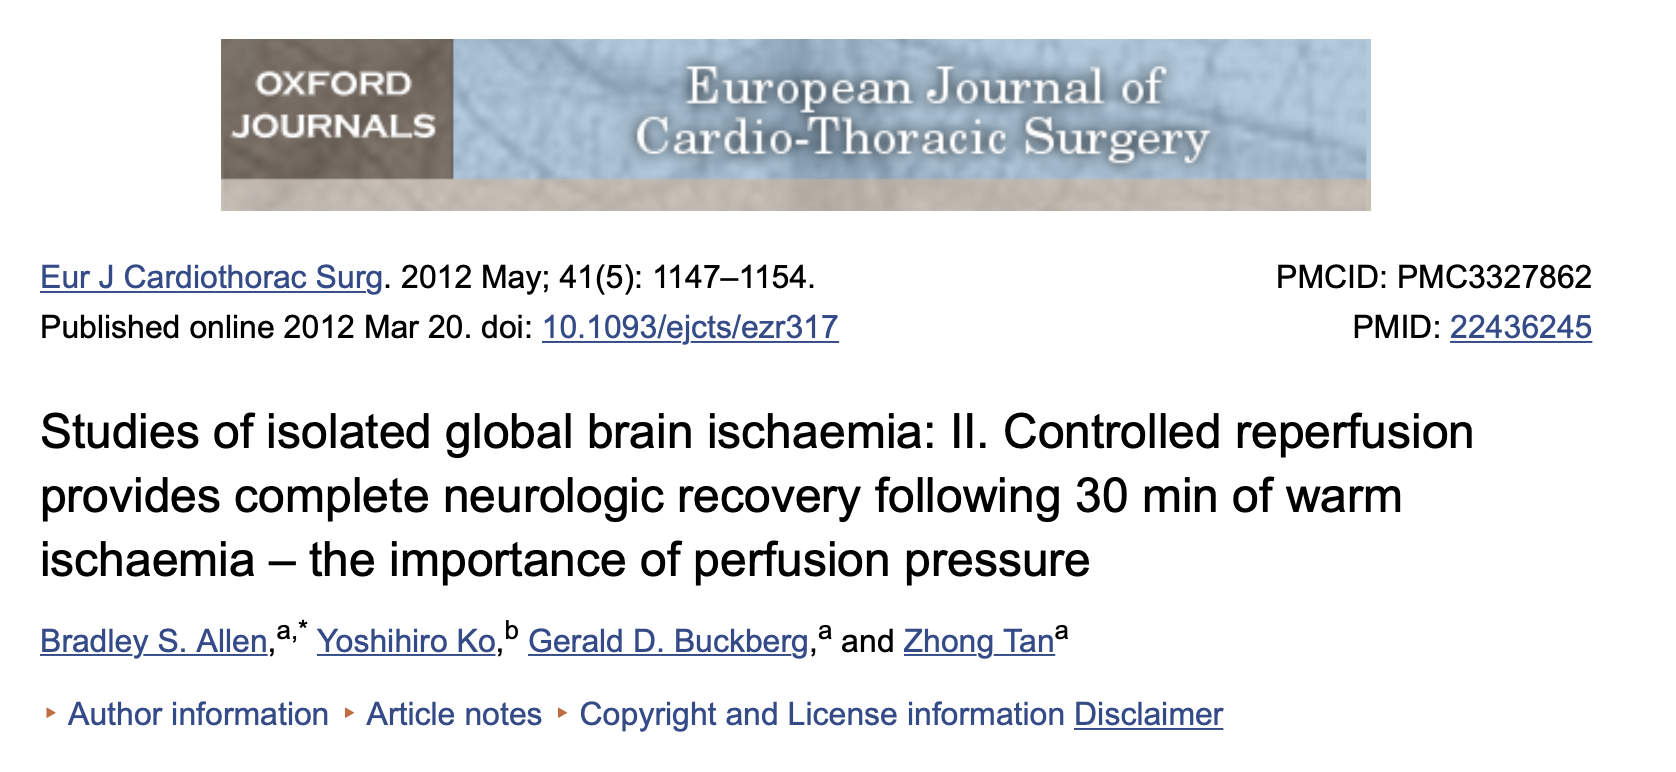 OXFORD
JOURNALS
European Journal of
Cardio-Thoracic Surgery
Eur J Cardiothorac Surg. 2012 May; 41(5): 1147–1154.
PMCID: PMC3327862
Published online 2012 Mar 20. doi: 10.1093/ejcts/ezr317
PMID: 22436245
Studies of isolated global brain ischaemia: II. Controlled reperfusion
provides complete neurologic recovery following 30 min of warm
ischaemia – the importance of perfusion pressure
Bradley S. Allen,a,* Yoshihiro Ko,b Gerald D. Buckberg,a and Zhong Tana
▸ Author information ▸ Article notes ▸ Copyright and License information Disclaimer